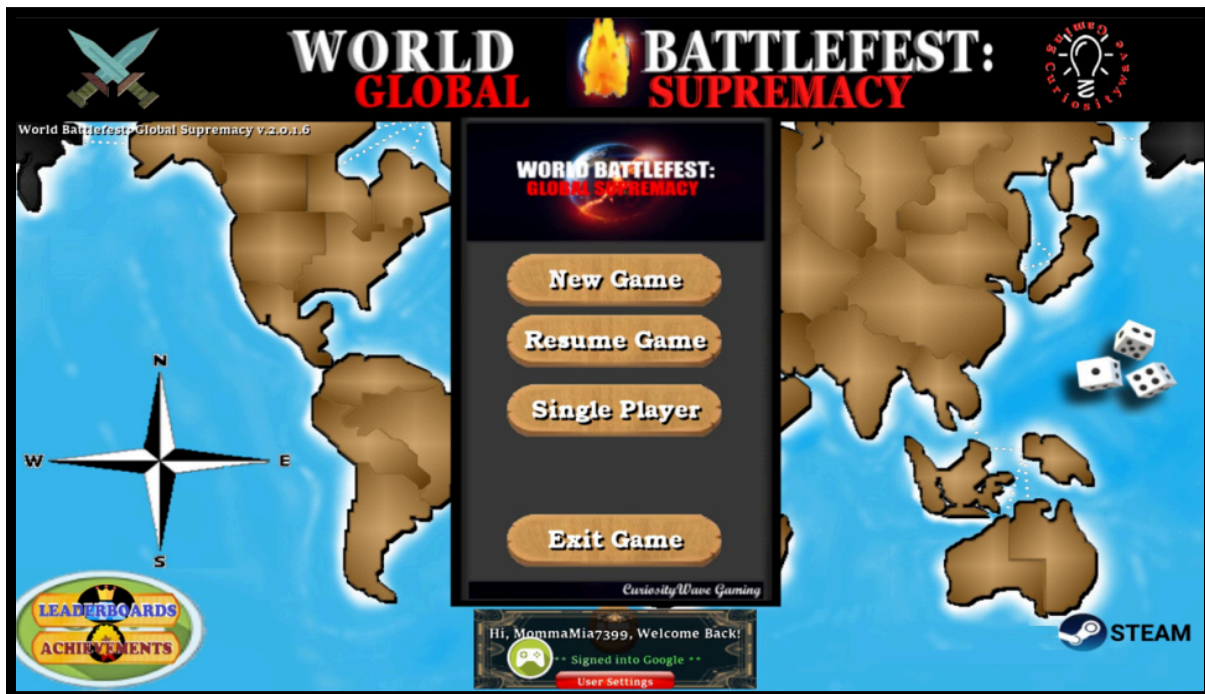 WORLD BATTLEFEST:
GLOBAL SUPREMACY
Curiositywave Gaming
World Battlefest: Global Supremacy v.2.0.1.6
WORLD BATTLEFEST:
GLOBAL SUPREMACY
New Game
Resume Game
Single Player
Exit Game
CuriosityWave Gaming
N
W
E
S
LEADERBOARDS
ACHIEVEMENTS
Hi, MommaMia7399, Welcome Back!
** Signed into Google **
User Settings
STEAM